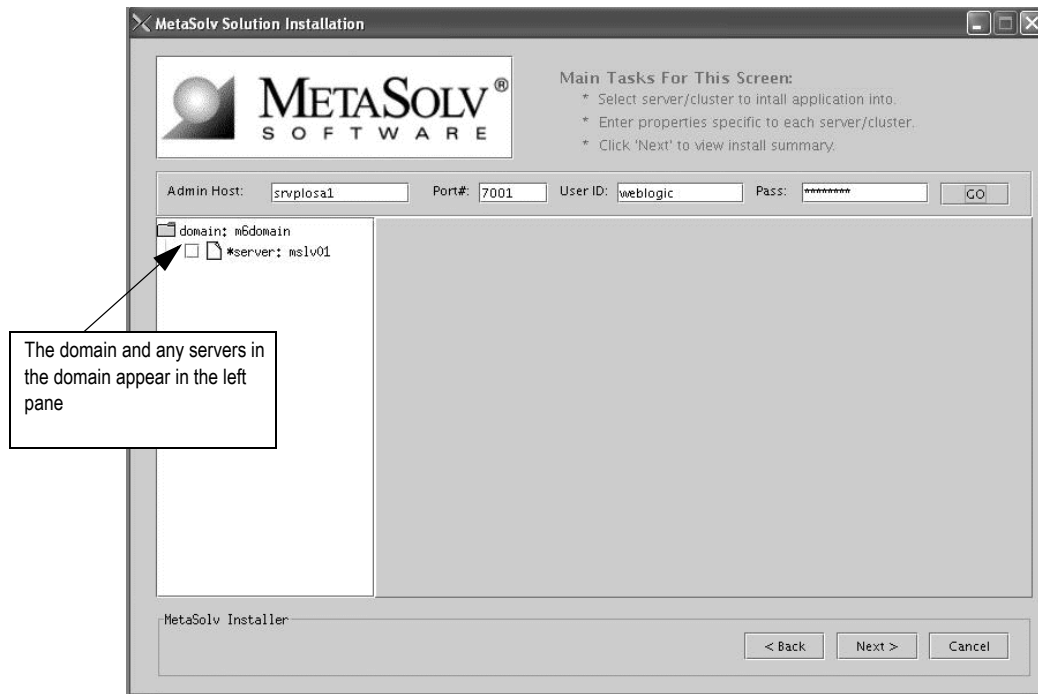 MetaSolv Solution Installation
METASOLV®
SOFTWARE
Main Tasks For This Screen:
* Select server/cluster to intall application into.
* Enter properties specific to each server/cluster.
* Click 'Next' to view install summary.
Admin Host: srvplosa1 Port#: 7001 User ID: weblogic Pass: ******** GO
domain: m6domain
*server: mslv01
The domain and any servers in
the domain appear in the left
pane
MetaSolv Installer
< Back Next > Cancel